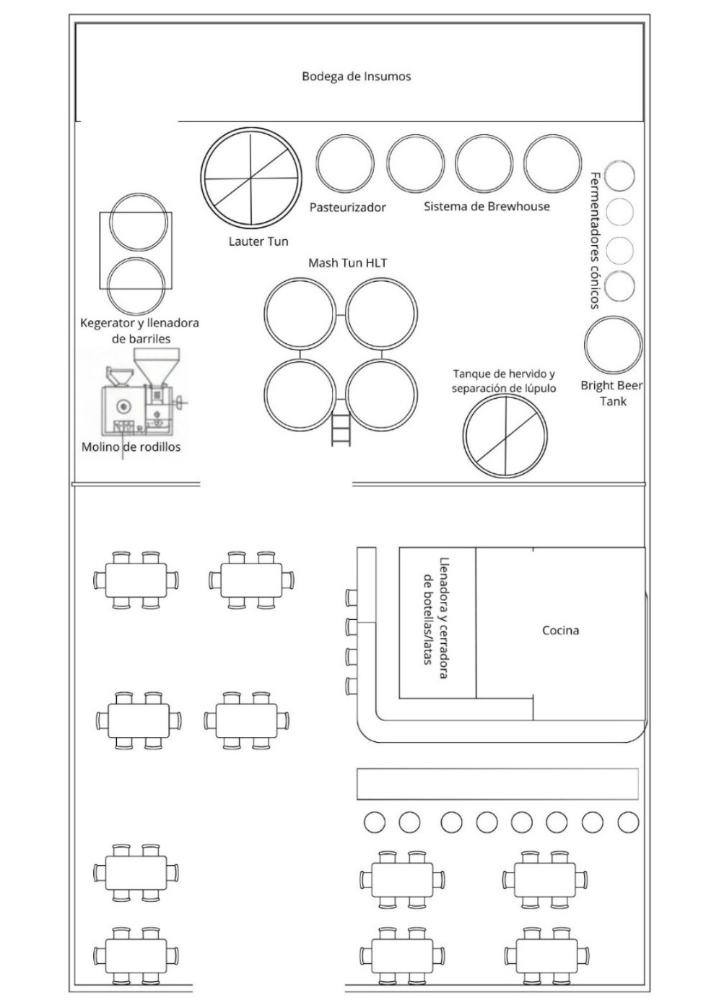 Bodega de Insumos
Pasteurizador
Sistema de Brewhouse
Fermentadores cónicos
Lauter Tun
Mash Tun HLT
Kegerator y llenadora
de barriles
Tanque de hervido y
separación de lúpulo
Bright Beer
Tank
Molino de rodillos
Llenadora y cerradora
de botellas/latas
Cocina